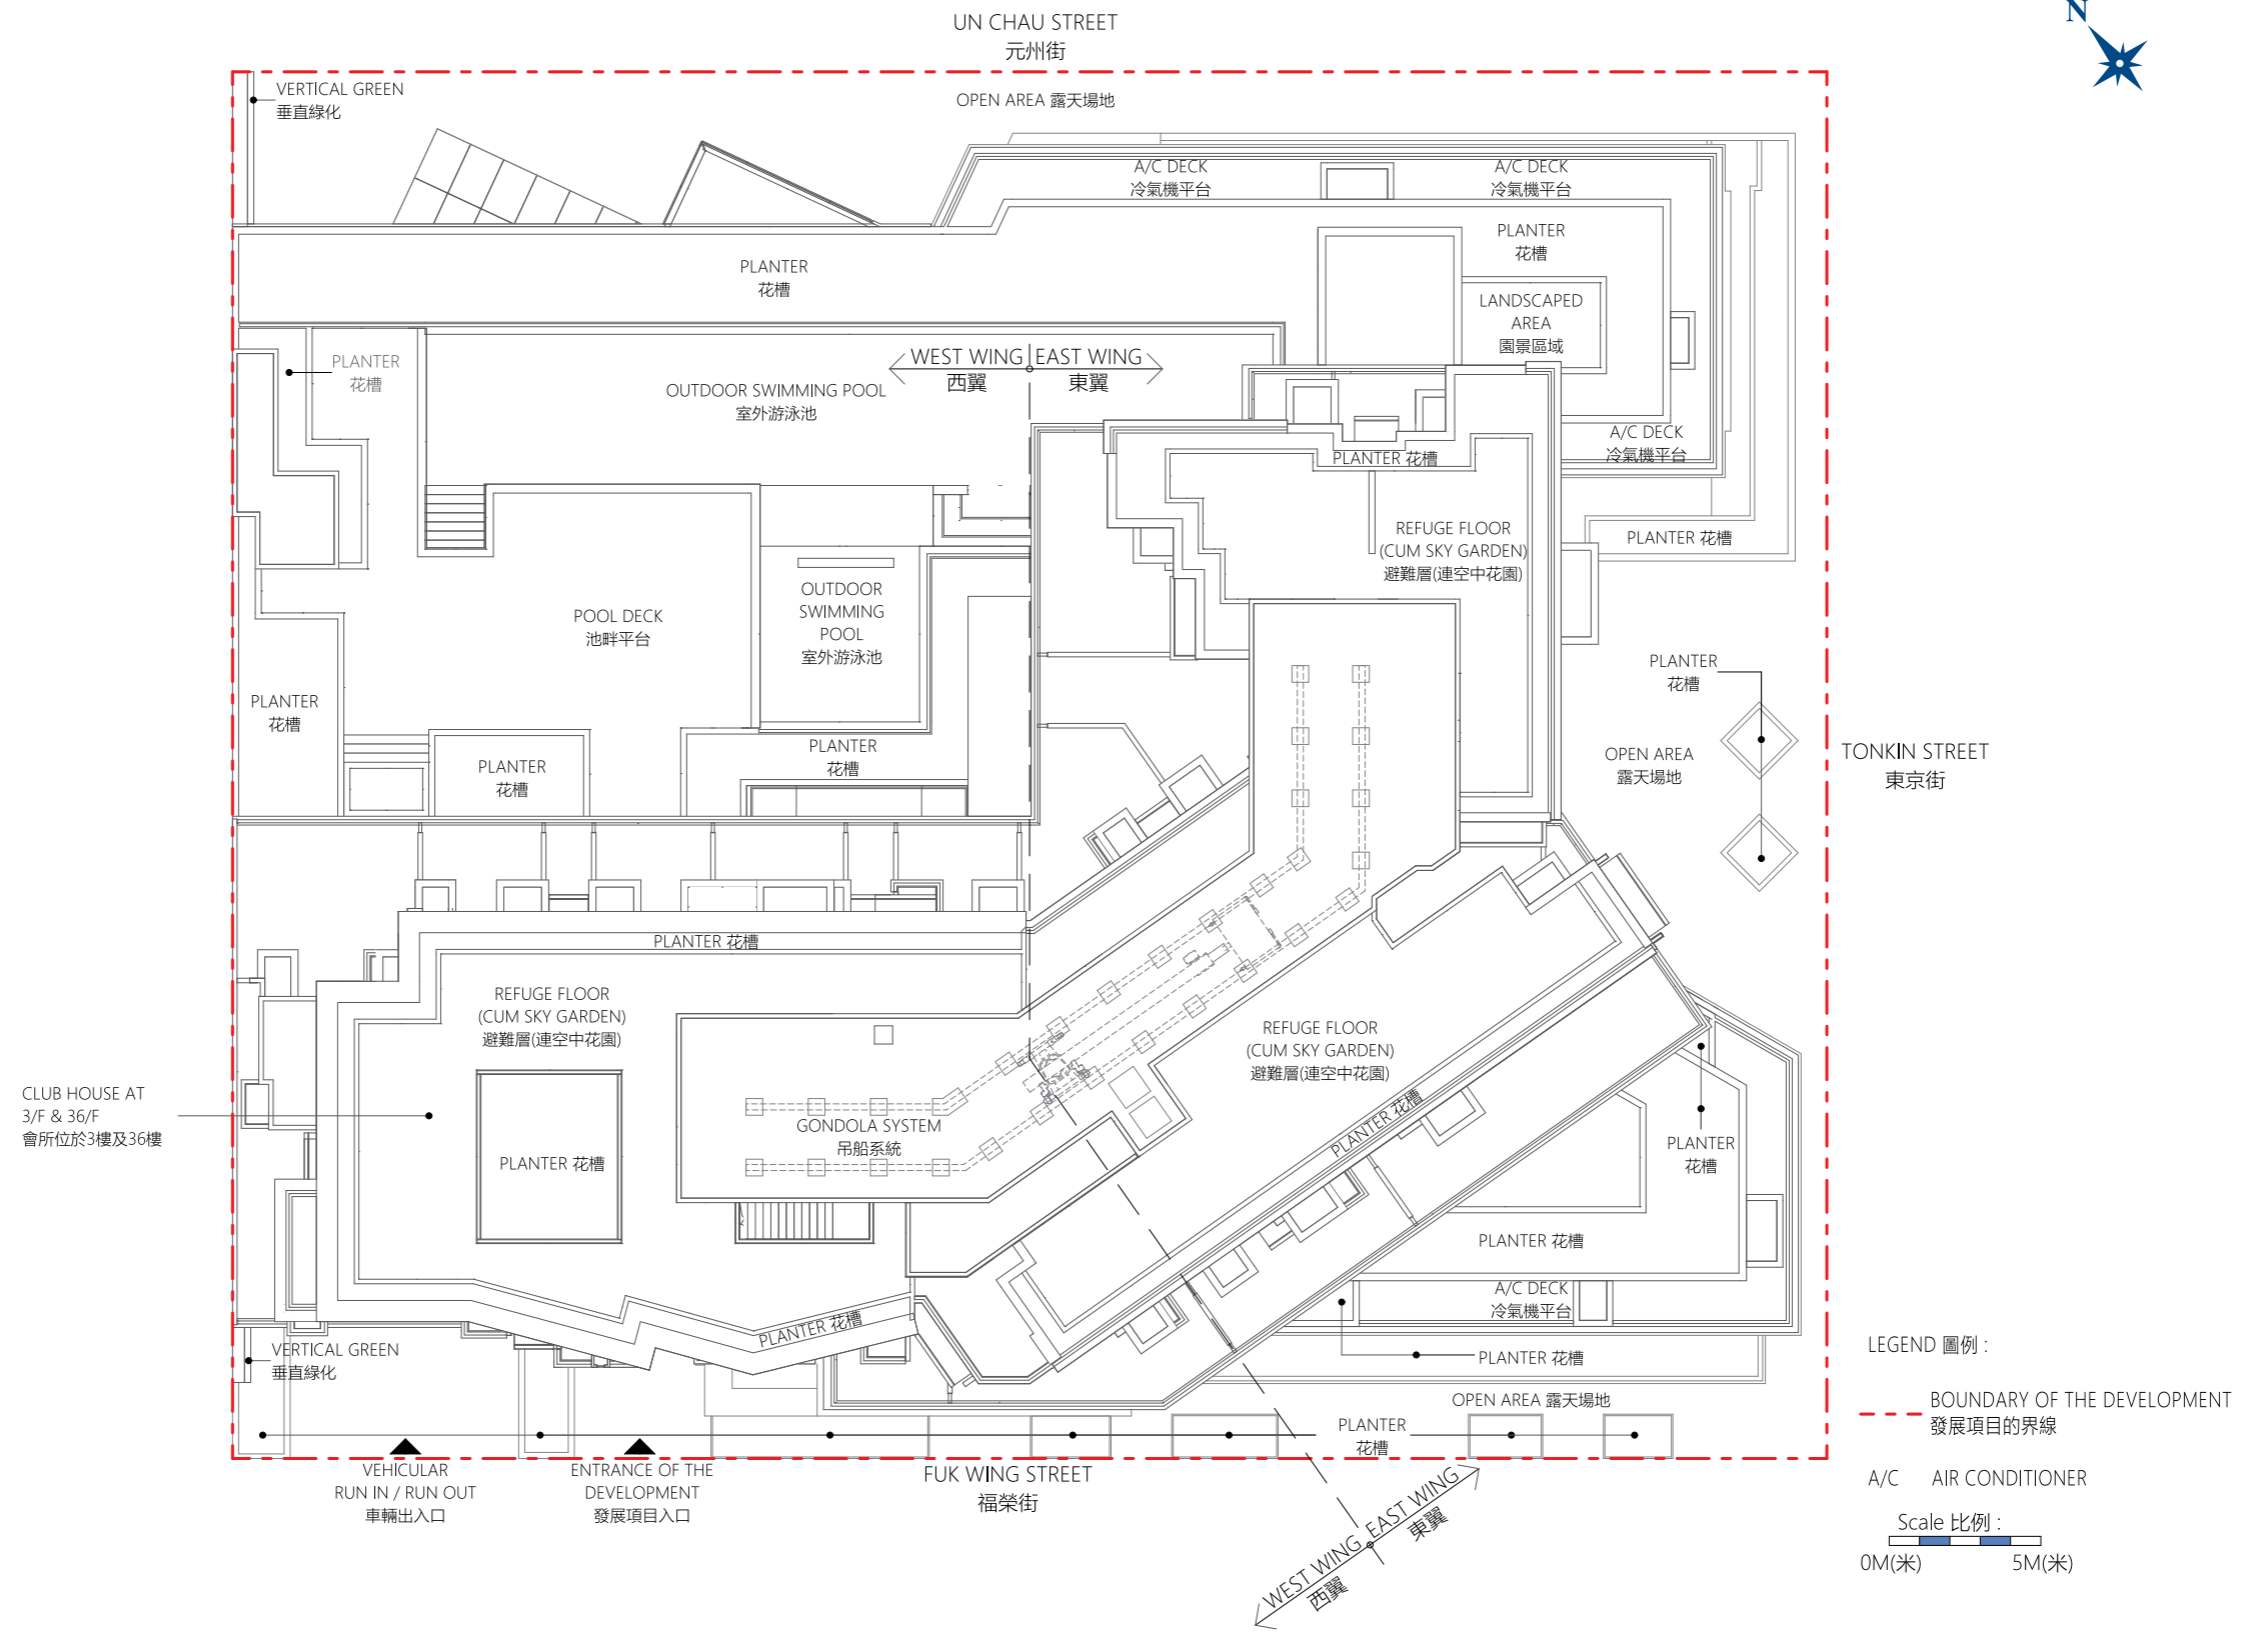 N
UN CHAU STREET
元州街
VERTICAL GREEN
垂直綠化
OPEN AREA 露天場地
A/C DECK
冷氣機平台
A/C DECK
冷氣機平台
PLANTER
花槽
PLANTER
花槽
LANDSCAPED
AREA
園景區域
PLANTER
花槽
WEST WING
西翼
EAST WING
東翼
OUTDOOR SWIMMING POOL
室外游泳池
A/C DECK
冷氣機平台
PLANTER 花槽
REFUGE FLOOR
(CUM SKY GARDEN)
避難層(連空中花園)
PLANTER 花槽
OUTDOOR
SWIMMING
POOL
室外游泳池
POOL DECK
池畔平台
PLANTER
花槽
PLANTER
花槽
PLANTER
花槽
PLANTER
花槽
OPEN AREA
露天場地
TONKIN STREET
東京街
PLANTER
花槽
PLANTER 花槽
REFUGE FLOOR
(CUM SKY GARDEN)
避難層(連空中花園)
REFUGE FLOOR
(CUM SKY GARDEN)
避難層(連空中花園)
CLUB HOUSE AT
3/F & 36/F
會所位於3樓及36樓
GONDOLA SYSTEM
吊船系統
PLANTER 花槽
PLANTER 花槽
PLANTER
花槽
PLANTER 花槽
A/C DECK
冷氣機平台
PLANTER 花槽
VERTICAL GREEN
垂直綠化
PLANTER 花槽
OPEN AREA 露天場地
PLANTER
花槽
VEHICULAR
RUN IN / RUN OUT
車輛出入口
ENTRANCE OF THE
DEVELOPMENT
發展項目入口
FUK WING STREET
福榮街
WEST WING
西翼
EAST WING
東翼
LEGEND 圖例 :
BOUNDARY OF THE DEVELOPMENT
發展項目的界線
A/C AIR CONDITIONER
Scale 比例 :
0M(米) 5M(米)